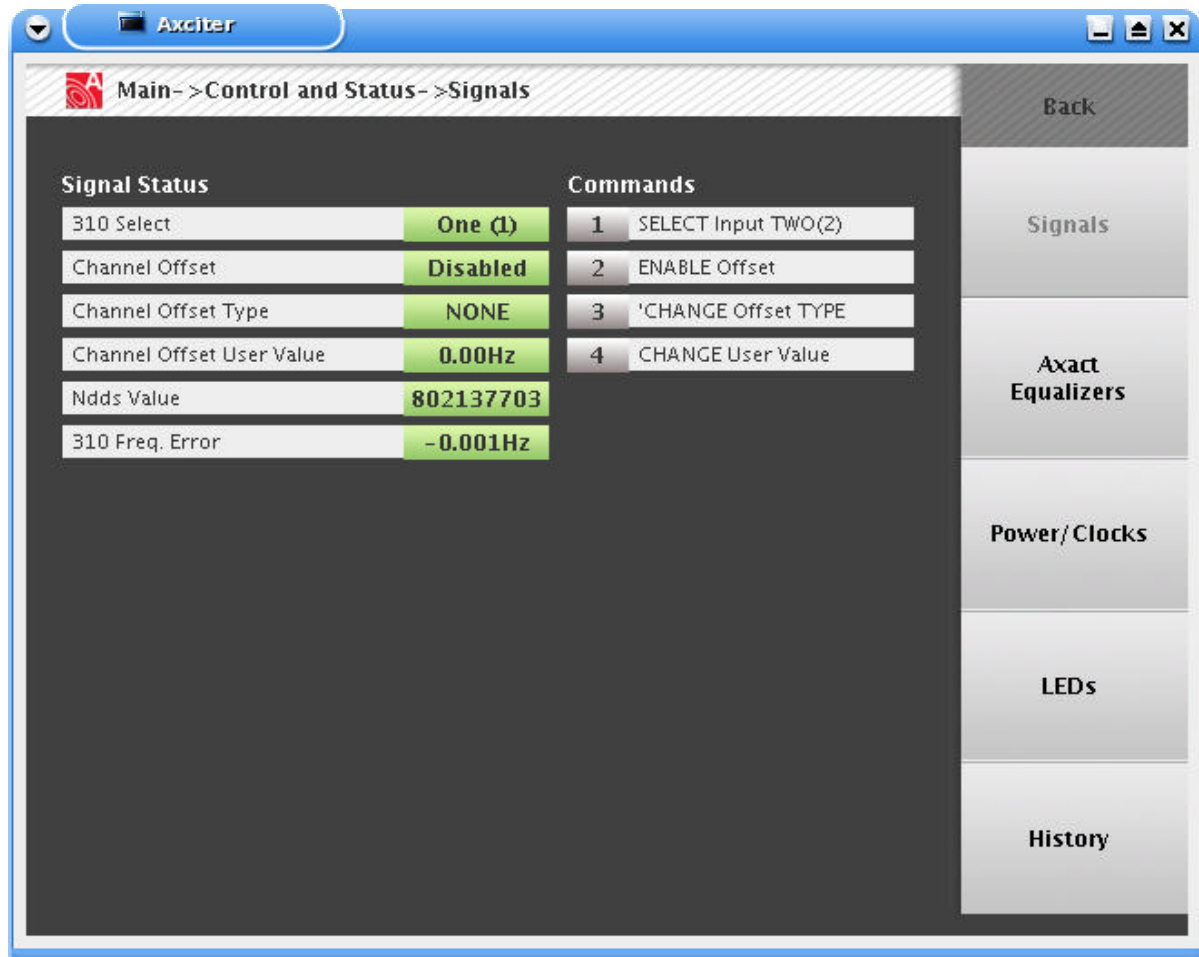 Axciter
Main->Control and Status->Signals
Back
Signal Status
310 Select One (1)
Channel Offset Disabled
Channel Offset Type NONE
Channel Offset User Value 0.00Hz
Ndds Value 802137703
310 Freq. Error -0.001Hz
Commands
1 SELECT Input TWO(2)
2 ENABLE Offset
3 'CHANGE Offset TYPE
4 CHANGE User Value
Signals
Axact
Equalizers
Power/Clocks
LEDs
History